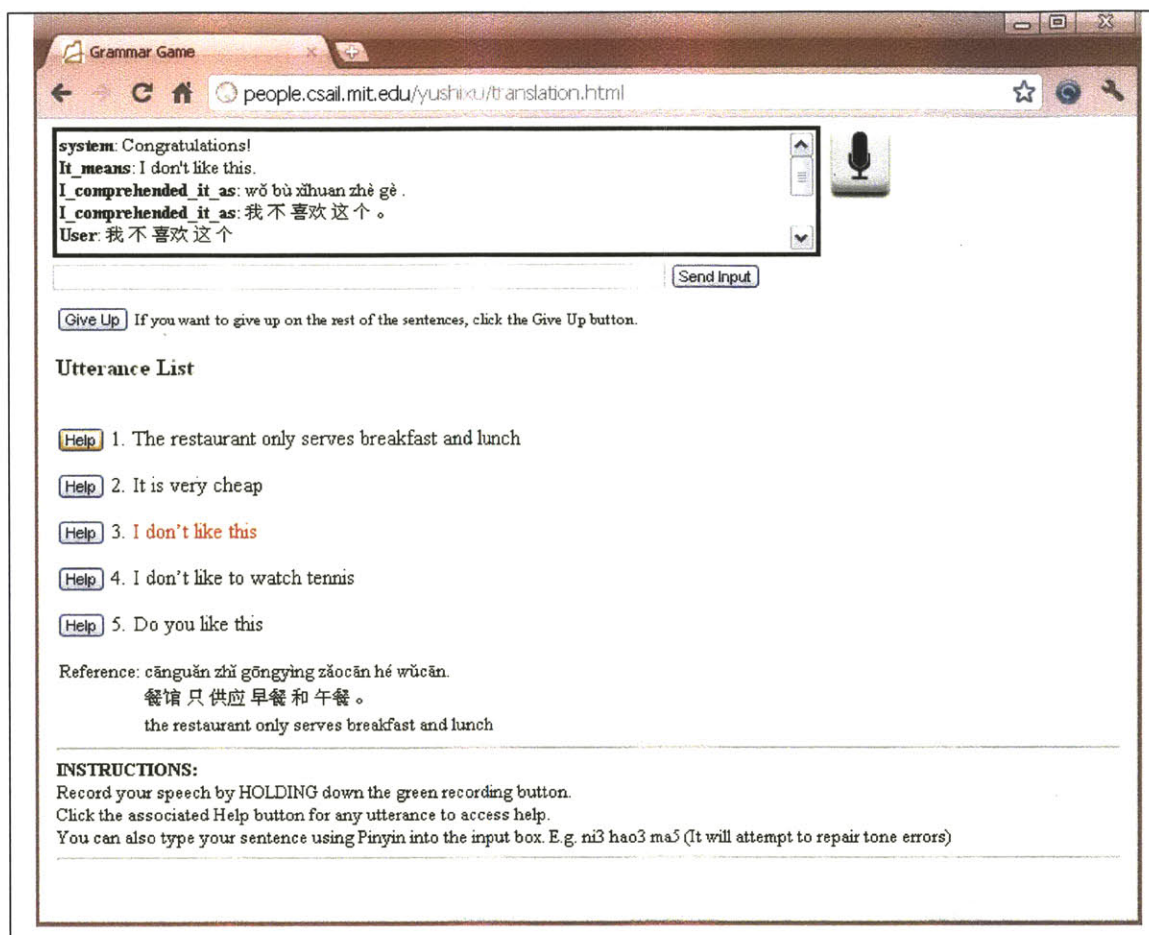 Grammar Game
people.csail.mit.edu/yushixu/translation.html
system: Congratulations!
It_means: I don't like this.
I_comprehended_it_as: wǒ bù xǐhuan zhè gè .
I_comprehended_it_as: 我 不 喜欢 这 个 。
User: 我 不 喜欢 这 个
Send Input
Give Up If you want to give up on the rest of the sentences, click the Give Up button.
Utterance List
Help 1. The restaurant only serves breakfast and lunch
Help 2. It is very cheap
Help 3. I don't like this
Help 4. I don't like to watch tennis
Help 5. Do you like this
Reference: cānguǎn zhǐ gōngyìng zǎocān hé wǔcān.
餐馆 只 供应 早餐 和 午餐 。
the restaurant only serves breakfast and lunch
INSTRUCTIONS:
Record your speech by HOLDING down the green recording button.
Click the associated Help button for any utterance to access help.
You can also type your sentence using Pinyin into the input box. E.g. ni3 hao3 ma5 (It will attempt to repair tone errors)